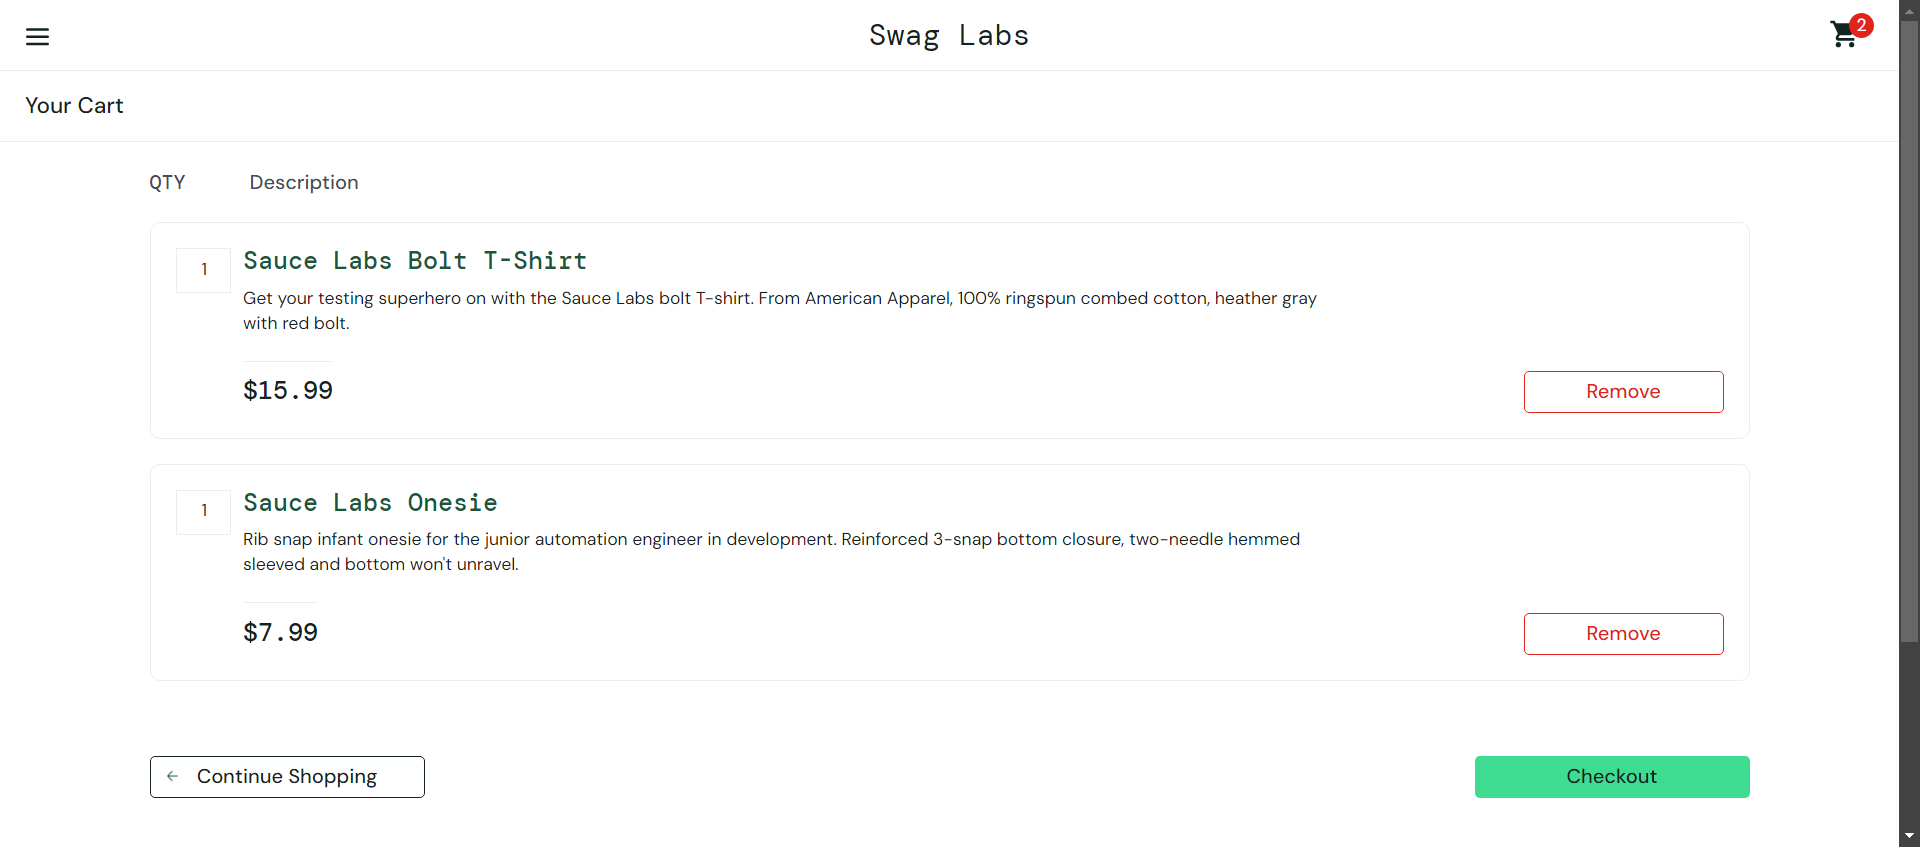 Swag Labs
2
Your Cart
QTY
Description
1
Sauce Labs Bolt T-Shirt
Get your testing superhero on with the Sauce Labs bolt T-shirt. From American Apparel, 100% ringspun combed cotton, heather gray
with red bolt.
$15.99
Remove
1
Sauce Labs Onesie
Rib snap infant onesie for the junior automation engineer in development. Reinforced 3-snap bottom closure, two-needle hemmed
sleeved and bottom won't unravel.
$7.99
Remove
Continue Shopping
Checkout